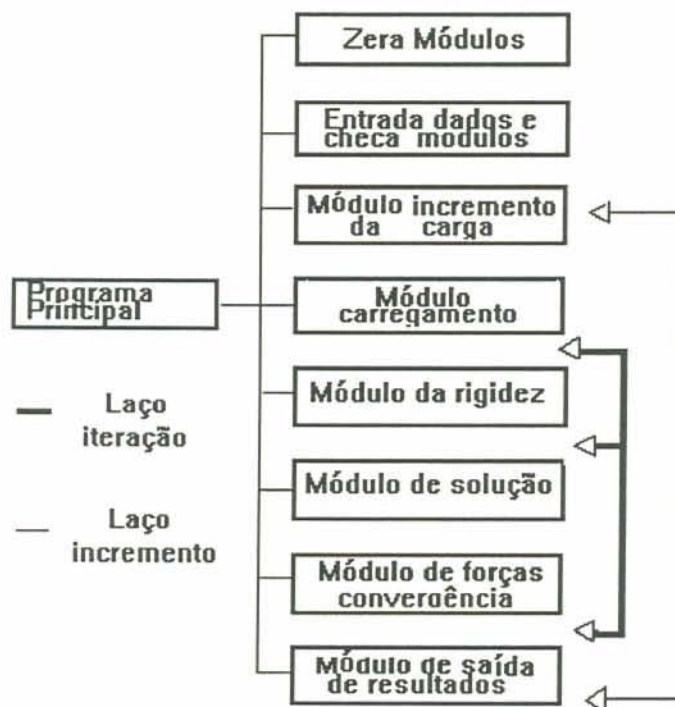 Zera Módulos
Entrada dados e
checa modulos
Módulo incremento
da carga
Programa
Principal
Módulo
carregamento
Laço
iteração
Módulo da rigidez
Módulo de solução
Laço
incremento
Módulo de forças
convergência
Módulo de saída
de resultados